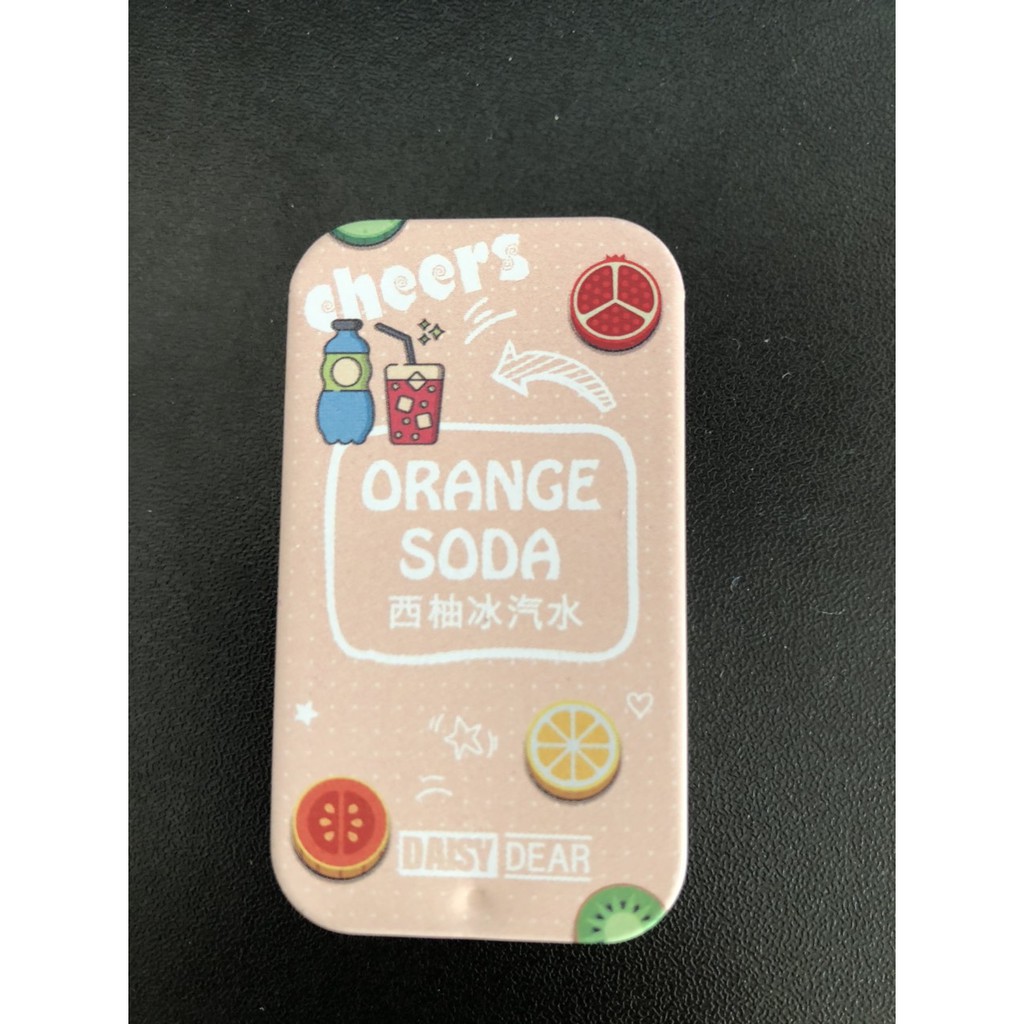 cheers
ORANGE
SODA
西柚冰汽水
DAISY DEAR